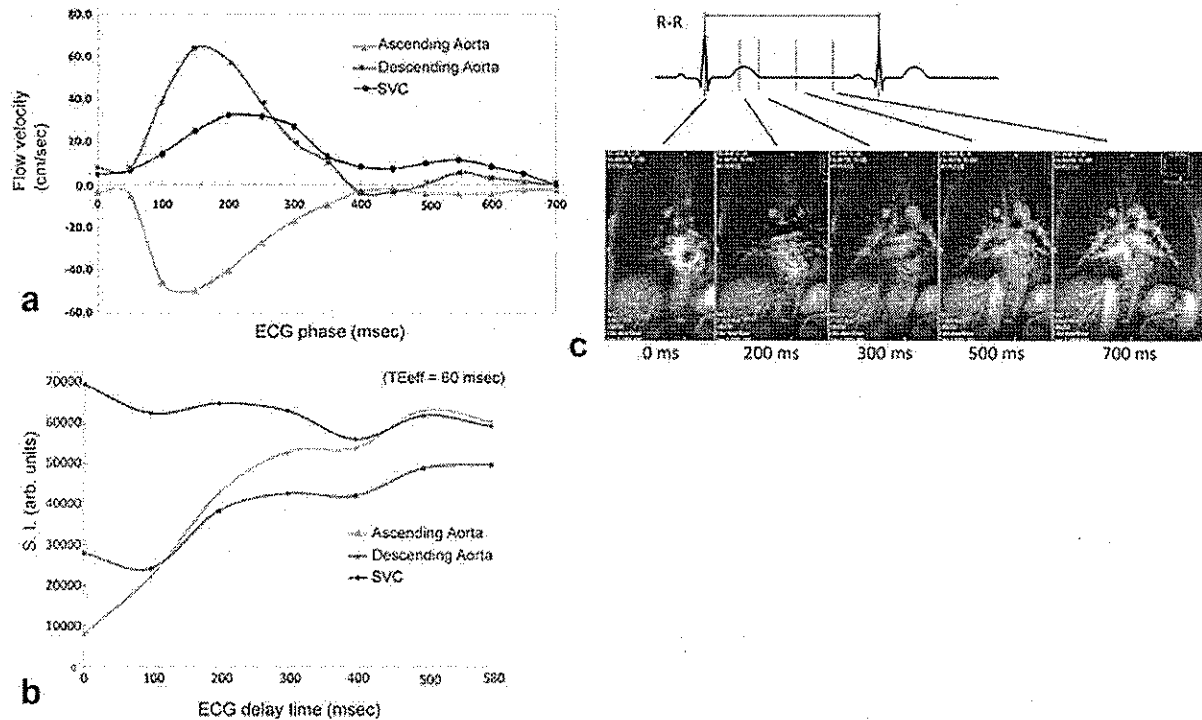 a
80.0
60.0
40.0
20.0
0.0
-20.0
-40.0
-60.0
Flow velocity
(cm/sec)
Ascending Aorta
Descending Aorta
SVC
0 100 200 300 400 500 600 700
ECG phase (msec)
b
70000
60000
50000
40000
30000
20000
10000
0
S. I. (arb. units)
(TEeff = 60 msec)
Ascending Aorta
Descending Aorta
SVC
0 100 200 300 400 500 580
ECG delay time (msec)
R-R
c
0 ms 200 ms 300 ms 500 ms 700 ms